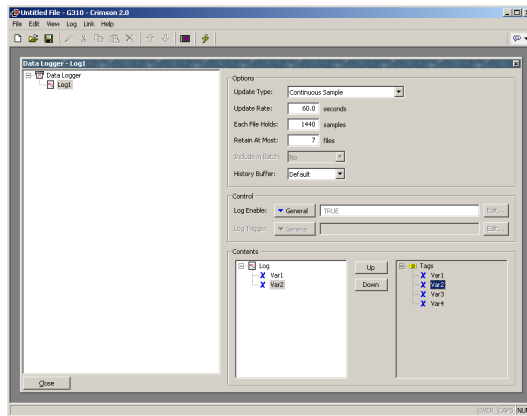 Untitled File - G310 - Crimson 2.0
File Edit View Log Link Help
Data Logger - Log1
Data Logger
Log1
Options
Update Type: Continuous Sample
Update Rate: 60.0 seconds
Each File Holds: 1440 samples
Retain At Most: 7 files
Include in Batch: No
History Buffer: Default
Control
Log Enable: General TRUE Edit...
Log Trigger: General Edit...
Contents
Log
Var1
Var2
Up
Down
Tags
Var1
Var2
Var3
Var4
Close
OVER CAPS NU